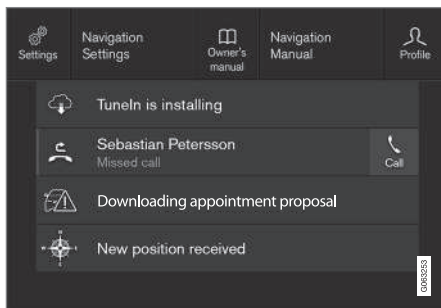 Settings
Navigation
Settings
Owner's
manual
Navigation
Manual
Profile
TuneIn is installing
Sebastian Petersson
Missed call
Call
Downloading appointment proposal
New position received
G063253